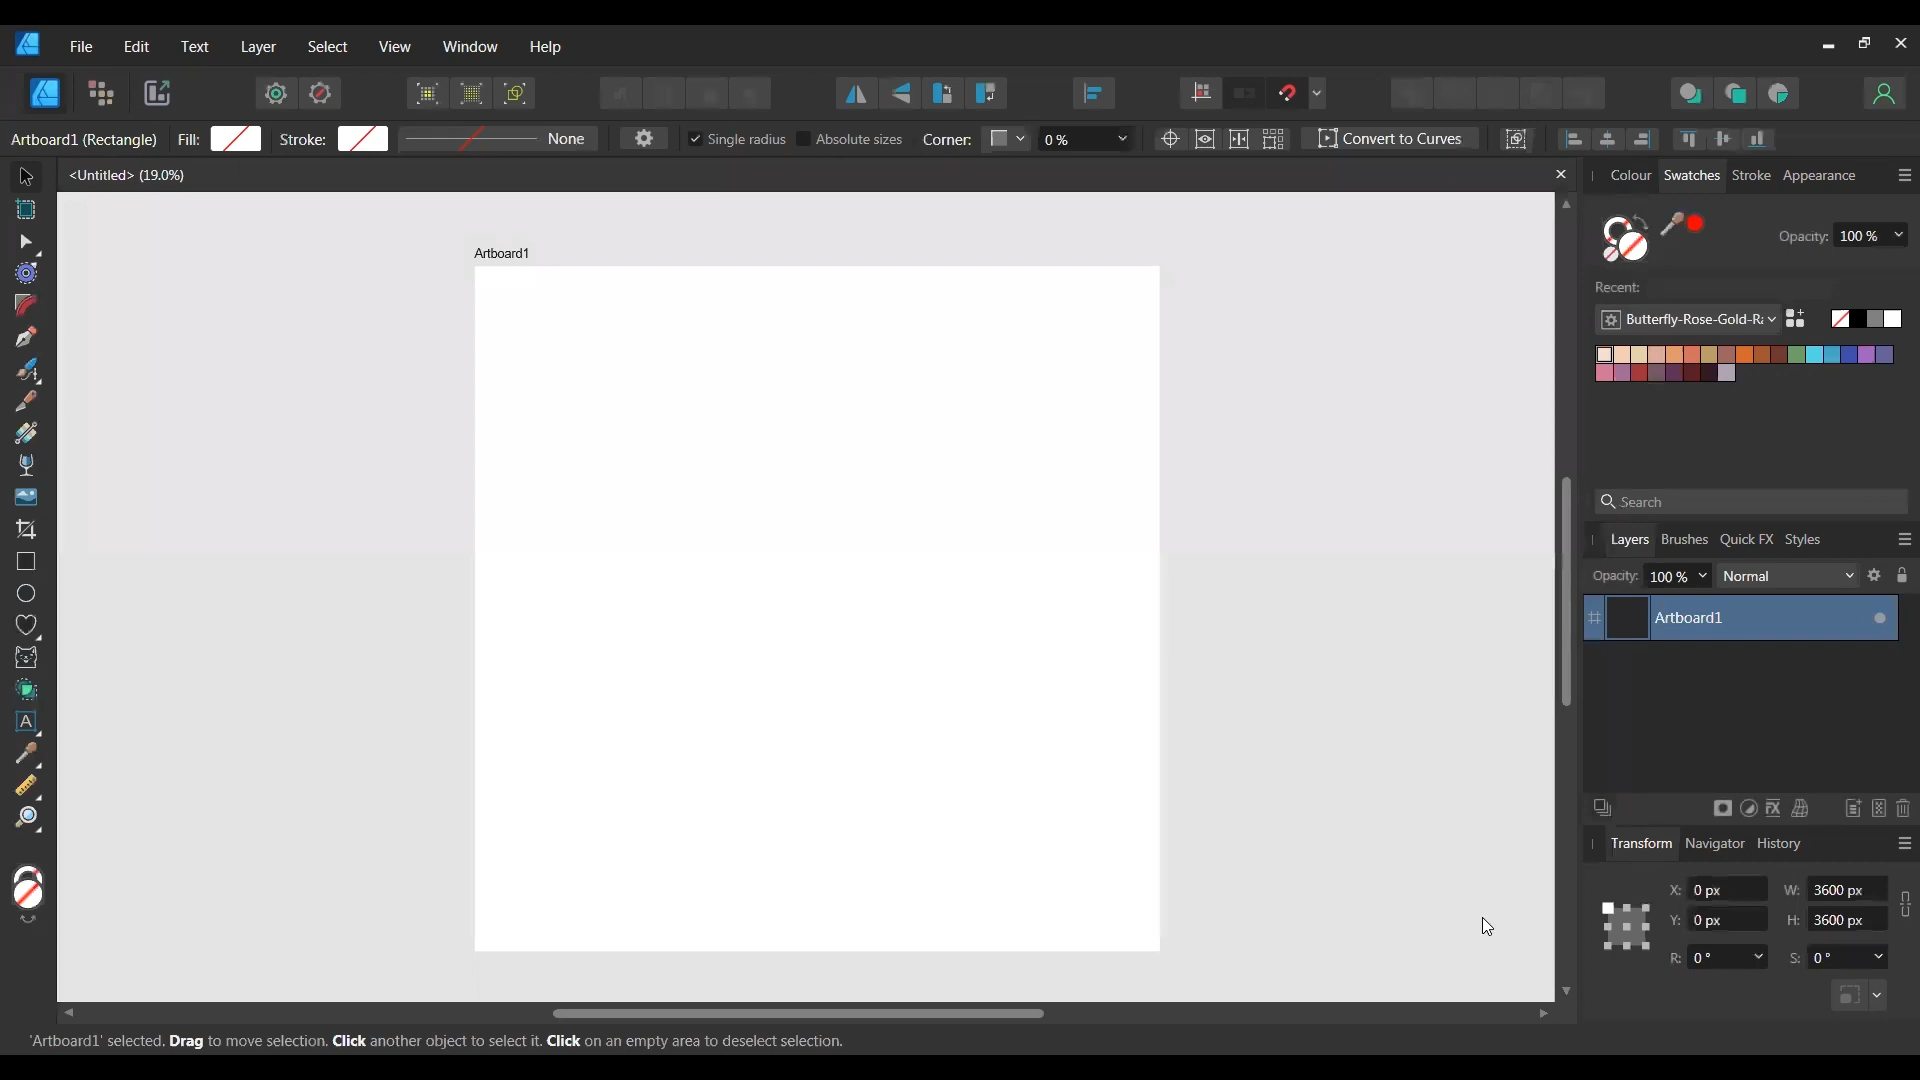 File Edit Text Layer Select View Window Help
Artboard1 (Rectangle) Fill: Stroke: None Single radius Absolute sizes Corner: 0 % Convert to Curves
<Untitled> (19.0%)
Colour Swatches Stroke Appearance
Artboard1
Opacity: 100 %
Recent:
Butterfly-Rose-Gold-Ra
Search
Layers Brushes Quick FX Styles
Opacity: 100 % Normal
Artboard1
Transform Navigator History
X: 0 px W: 3600 px
Y: 0 px H: 3600 px
R: 0 ° S: 0 °
'Artboard1' selected. Drag to move selection. Click another object to select it. Click on an empty area to deselect selection.